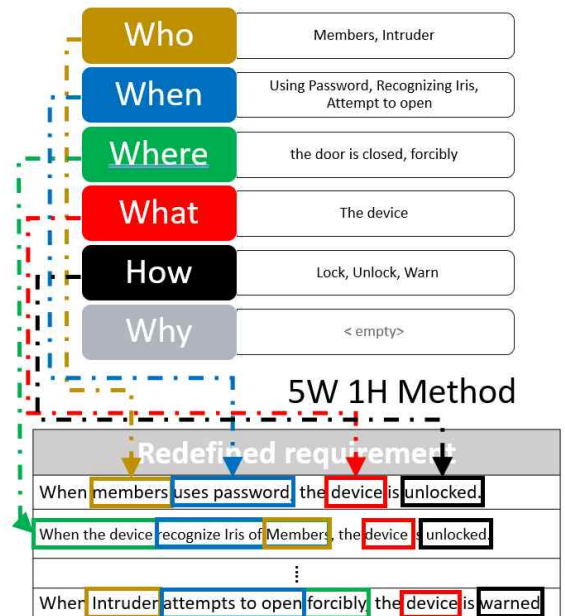 Who
Members, Intruder
When
Using Password, Recognizing Iris,
Attempt to open
Where
the door is closed, forcibly
What
The device
How
Lock, Unlock, Warn
Why
< empty>
5W 1H Method
Redefined requirement
When members uses password, the device is unlocked.
When the device recognize Iris of Members, the device is unlocked.
When Intruder attempts to open forcibly, the device is warned